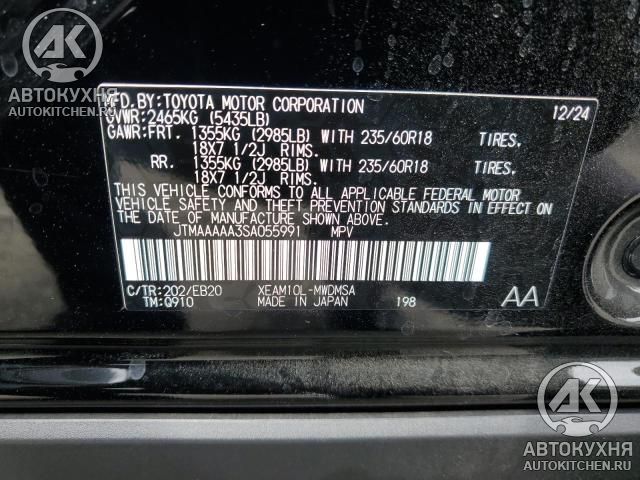 АК
АВТОКУХНЯ
AUTOKITCHEN.RU
MFD.BY:TOYOTA MOTOR CORPORATION 12/24
GVWR:2465KG (5435LB)
GAWR:FRT. 1355KG (2985LB) WITH 235/60R18 TIRES.
18X7 1/2J RIMS.
RR. 1355KG (2985LB) WITH 235/60R18 TIRES.
18X7 1/2J RIMS.
THIS VEHICLE CONFORMS TO ALL APPLICABLE FEDERAL MOTOR
VEHICLE SAFETY AND THEFT PREVENTION STANDARDS IN EFFECT ON
THE DATE OF MANUFACTURE SHOWN ABOVE.
JTMAAAAA3SA055991 MPV
C/TR:202/EB20 XEAM10L-MWDMSA
TM:Q910 MADE IN JAPAN 198 AA
АК
АВТОКУХНЯ
AUTOKITCHEN.RU